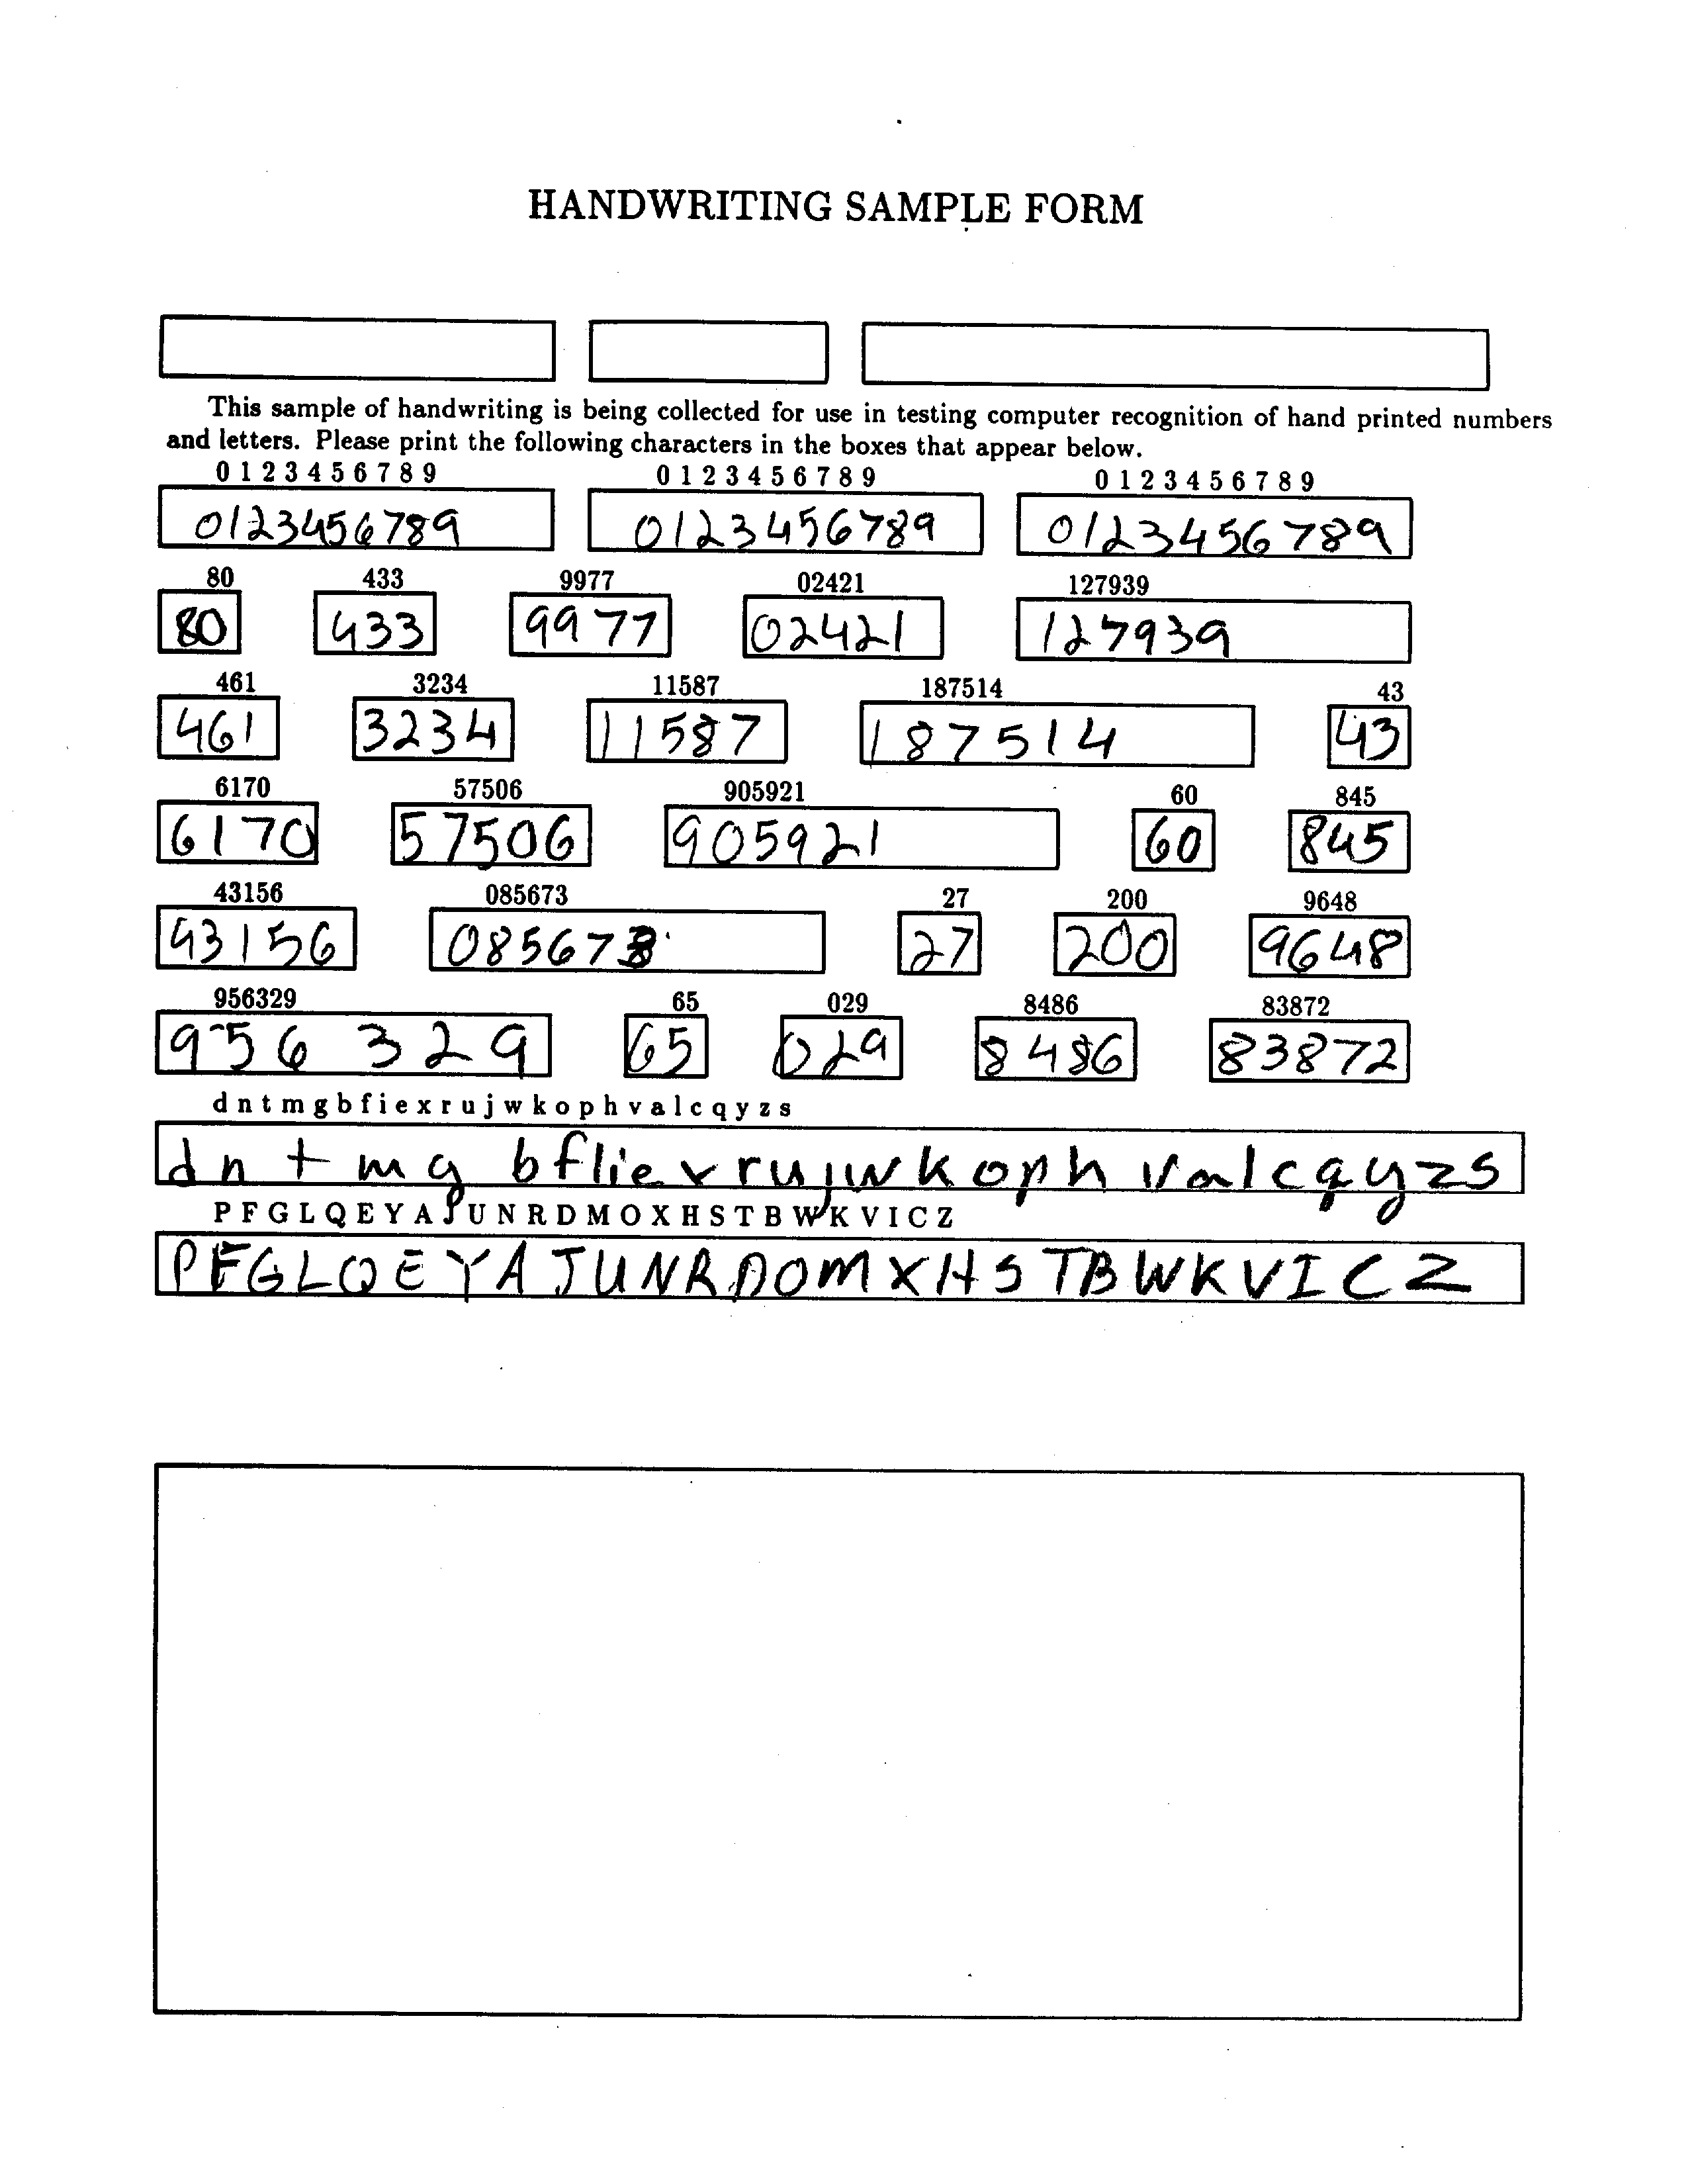 HANDWRITING SAMPLE FORM
This sample of handwriting is being collected for use in testing computer recognition of hand printed numbers
and letters. Please print the following characters in the boxes that appear below.
0 1 2 3 4 5 6 7 8 9 0 1 2 3 4 5 6 7 8 9 0 1 2 3 4 5 6 7 8 9
0123456789 0123456789 0123456789
80 433 9977 02421 127939
80 433 9977 02421 127939
461 3234 11587 187514 43
461 3234 11587 187514 43
6170 57506 905921 60 845
6170 57506 905921 60 845
43156 085673 27 200 9648
43156 085673 27 200 9648
956329 65 029 8486 83872
956 329 65 029 8486 83872
d n t m g b f i e x r u j w k o p h v a l c q y z s
d n t m g b f l i e x r u j w k o p h v a l c q y z s
P F G L Q E Y A J U N R D M O X H S T B W K V I C Z
P F G L Q E Y A J U N R D O M X H S T B W K V I C Z